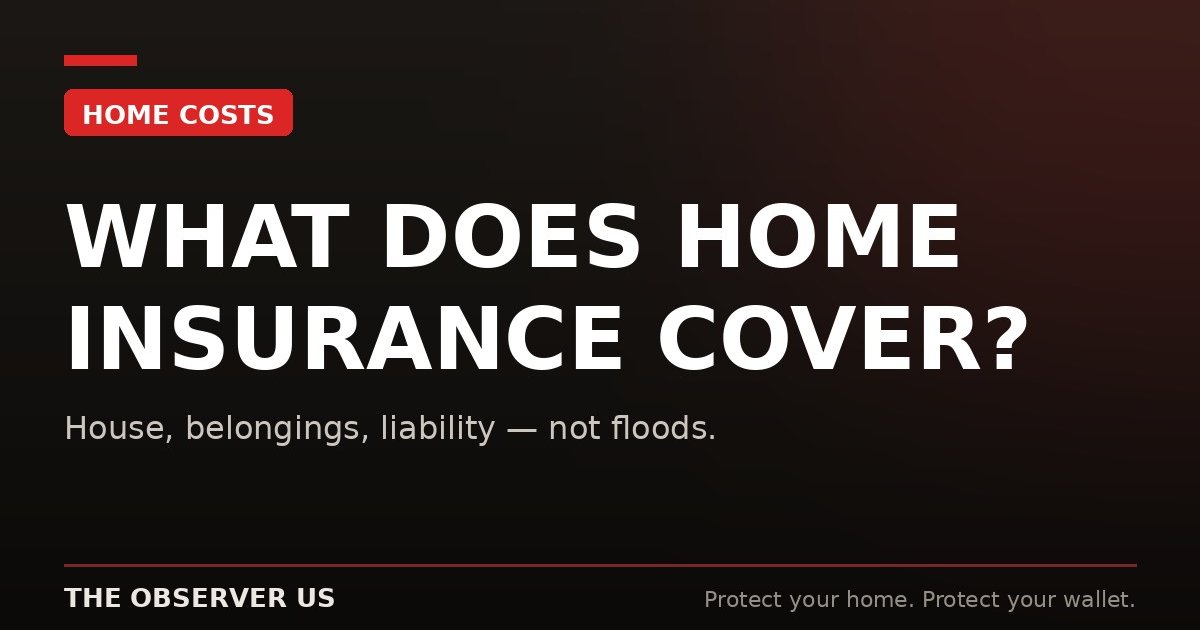 HOME COSTS
WHAT DOES HOME
INSURANCE COVER?
House, belongings, liability — not floods.
THE OBSERVER US
Protect your home. Protect your wallet.